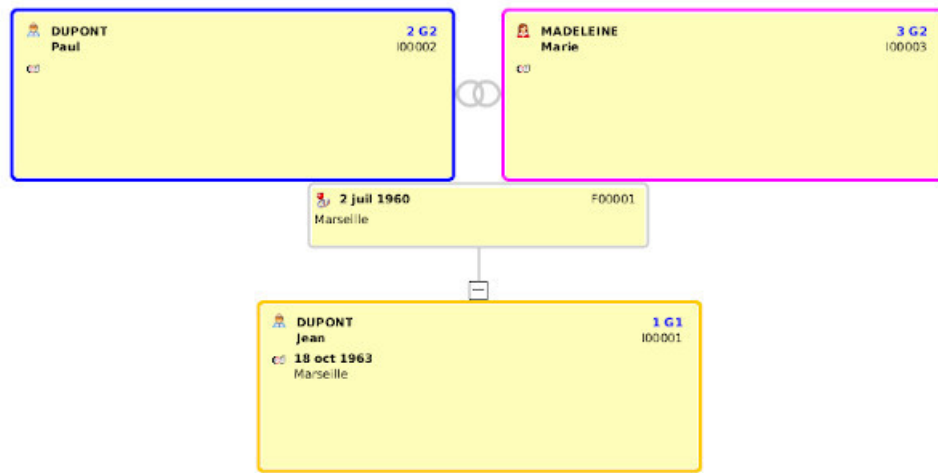 DUPONT 2 G2
Paul I00002
MADELEINE 3 G2
Marie I00003
2 juil 1960 F00001
Marseille
DUPONT 1 G1
Jean I00001
18 oct 1963
Marseille